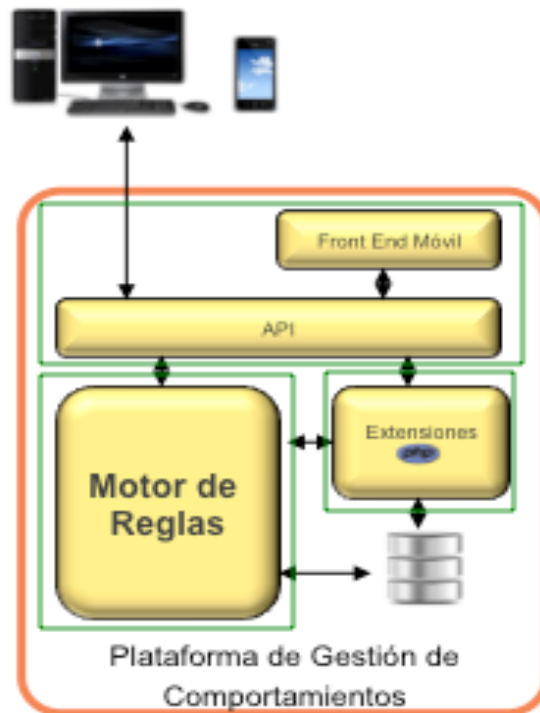 Front End Móvil
API
Extensiones
php
Motor de
Reglas
Plataforma de Gestión de
Comportamientos